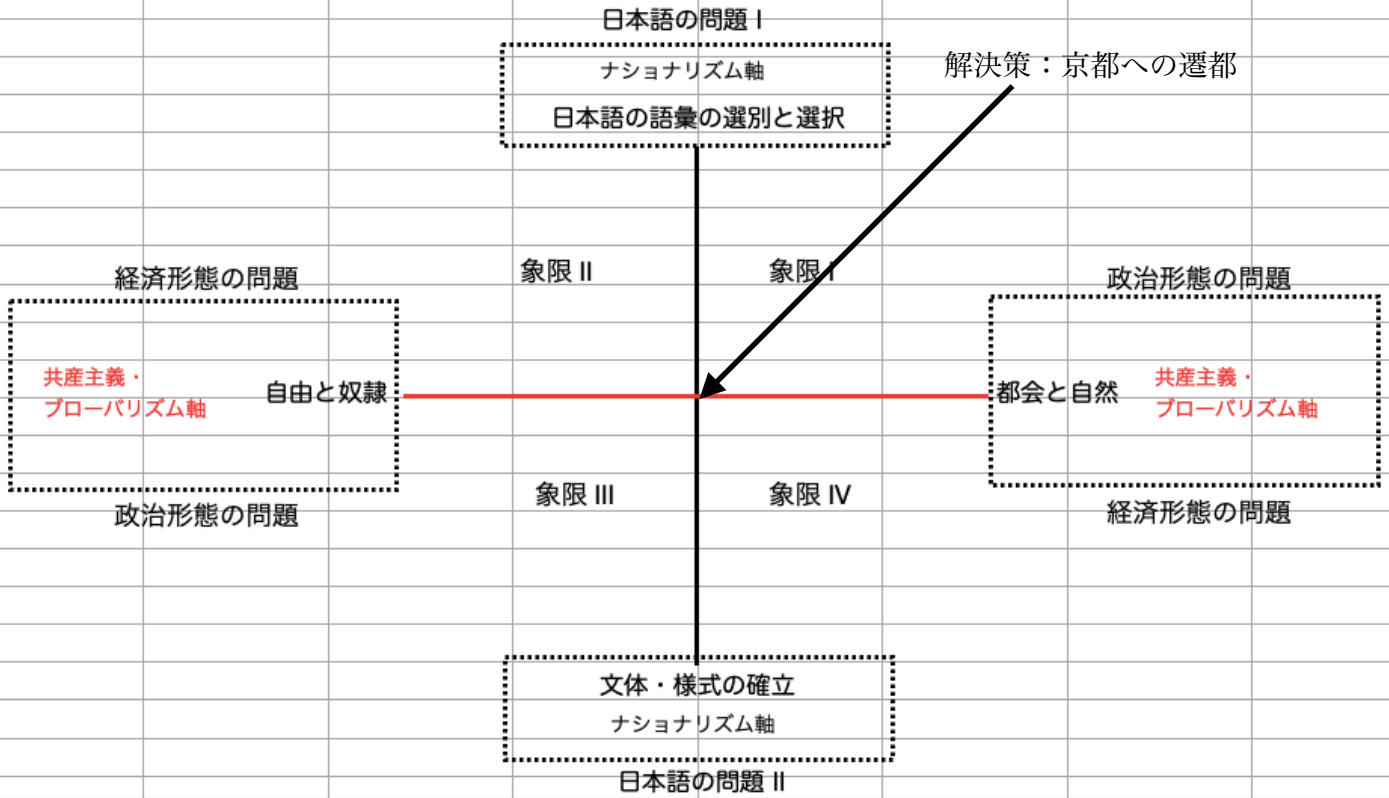 日本語の問題 I
ナショナリズム軸
日本語の語彙の選別と選択
解決策：京都への遷都
象限 II
象限 I
経済形態の問題
共産主義・
ブローバリズム軸
自由と奴隷
政治形態の問題
政治形態の問題
都会と自然
共産主義・
ブローバリズム軸
経済形態の問題
象限 III
象限 IV
文体・様式の確立
ナショナリズム軸
日本語の問題 II